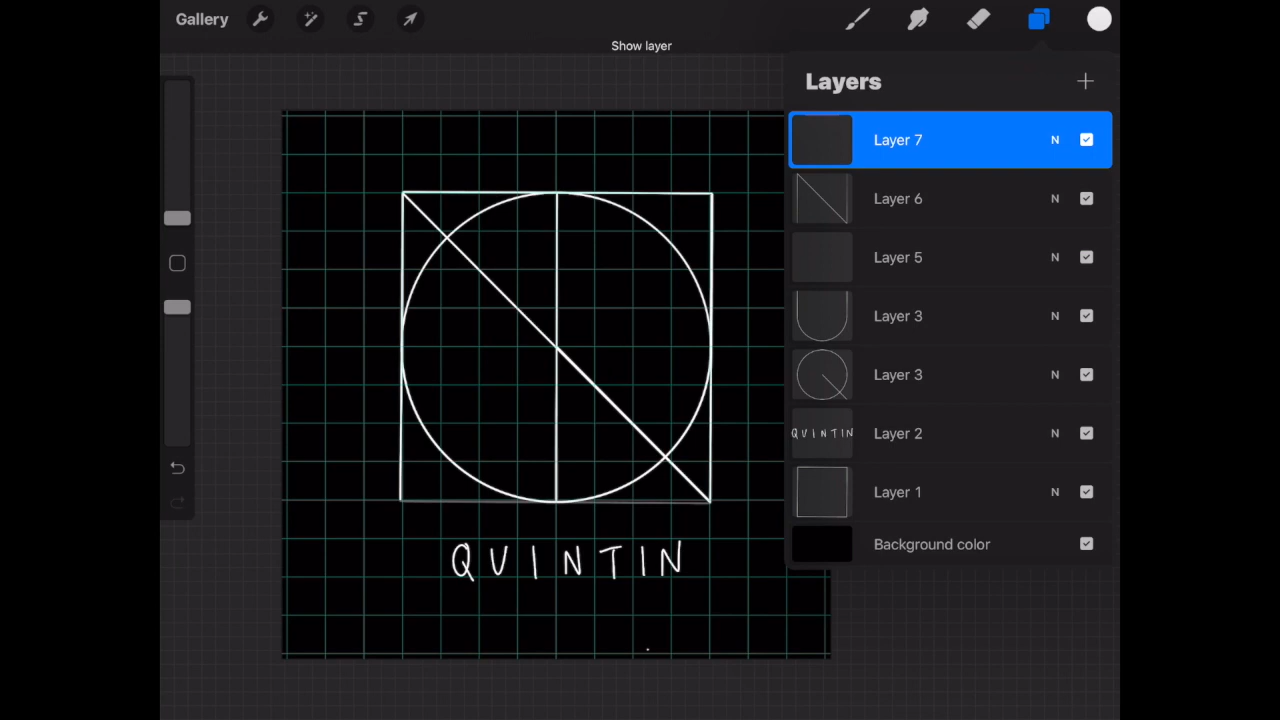 Gallery
Show layer
Layers
Layer 7 N
Layer 6 N
Layer 5 N
Layer 3 N
Layer 3 N
QUINTIN Layer 2 N
Layer 1 N
Background color
QUINTIN